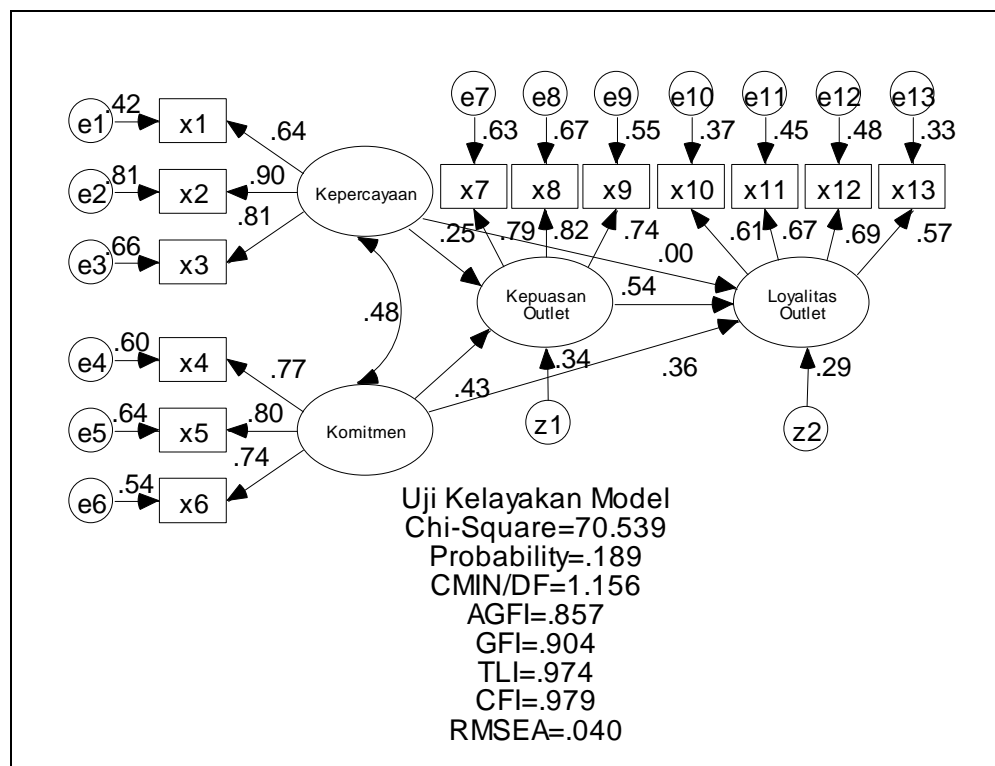 e7 e8 e9 e10 e11 e12 e13
.63 .67 .55 .37 .45 .48 .33
x7 x8 x9 x10 x11 x12 x13
e1 .42 x1 .64
e2 .81 x2 .90
e3 .66 x3 .81
Kepercayaan
.25 .79 .82 .74 .61 .67 .69 .57
.00
Kepuasan
Outlet
.54
Loyalitas
Outlet
.48
e4 .60 x4 .77
e5 .64 x5 .80
e6 .54 x6 .74
Komitmen
.43 .34 .36 .29
z1 z2
Uji Kelayakan Model
Chi-Square=70.539
Probability=.189
CMIN/DF=1.156
AGFI=.857
GFI=.904
TLI=.974
CFI=.979
RMSEA=.040